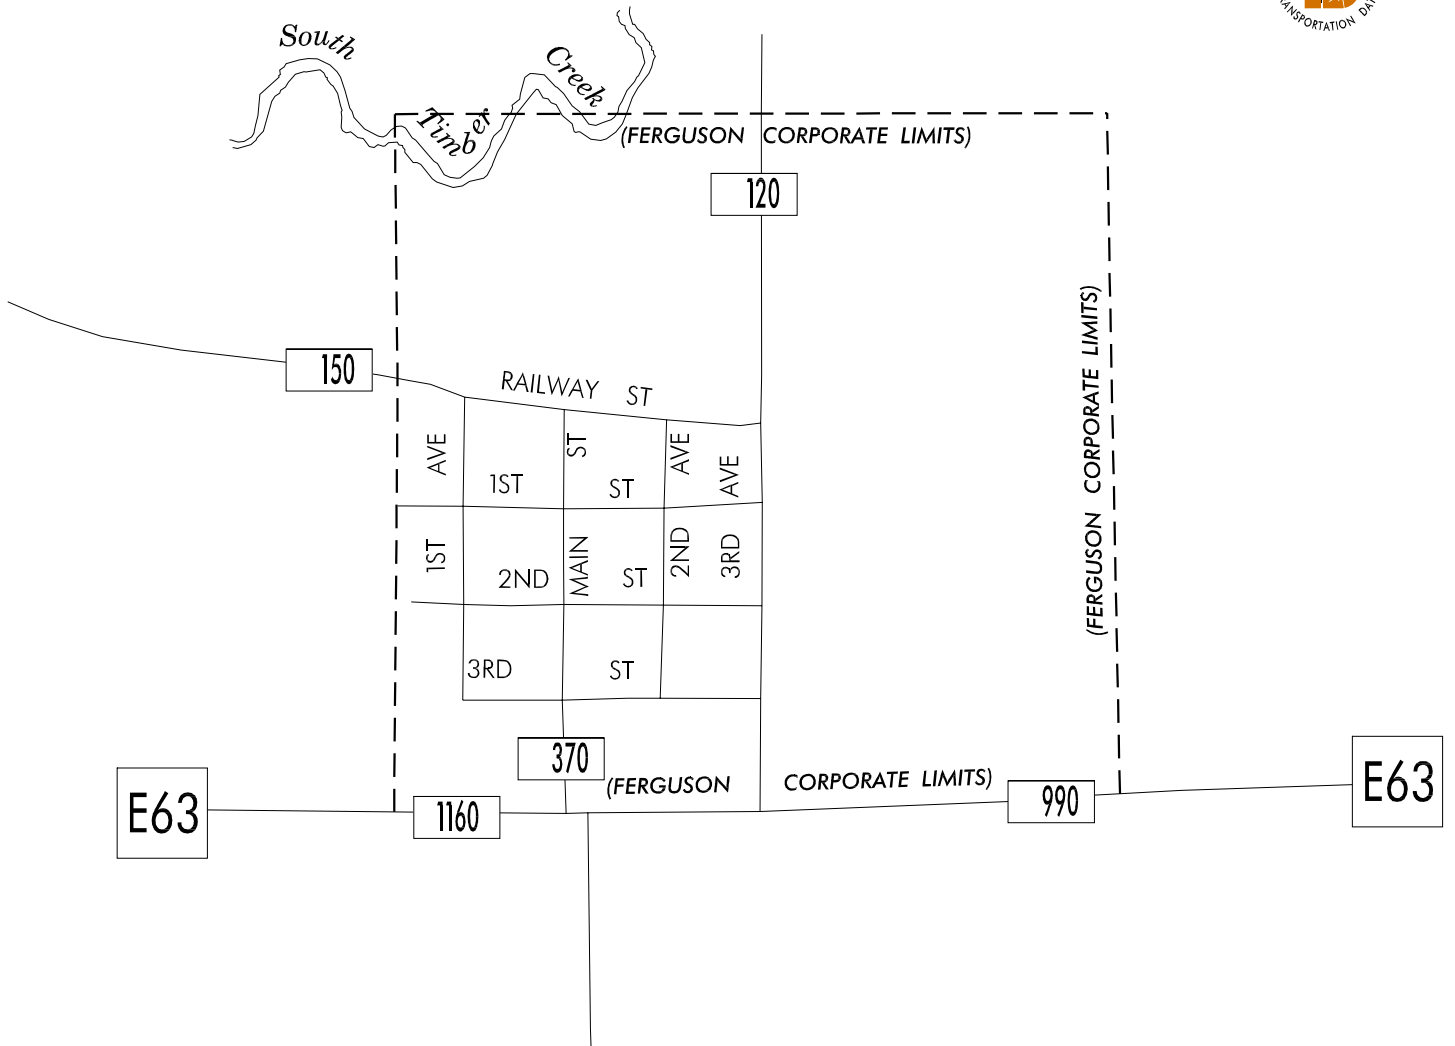 TRANSPORTATION
South
Timber
Creek
(FERGUSON CORPORATE LIMITS)
120
(FERGUSON CORPORATE LIMITS)
150
RAILWAY ST
1ST AVE
MAIN ST
2ND AVE
3RD AVE
1ST ST
2ND ST
3RD ST
370
(FERGUSON CORPORATE LIMITS)
E63
1160
990
E63